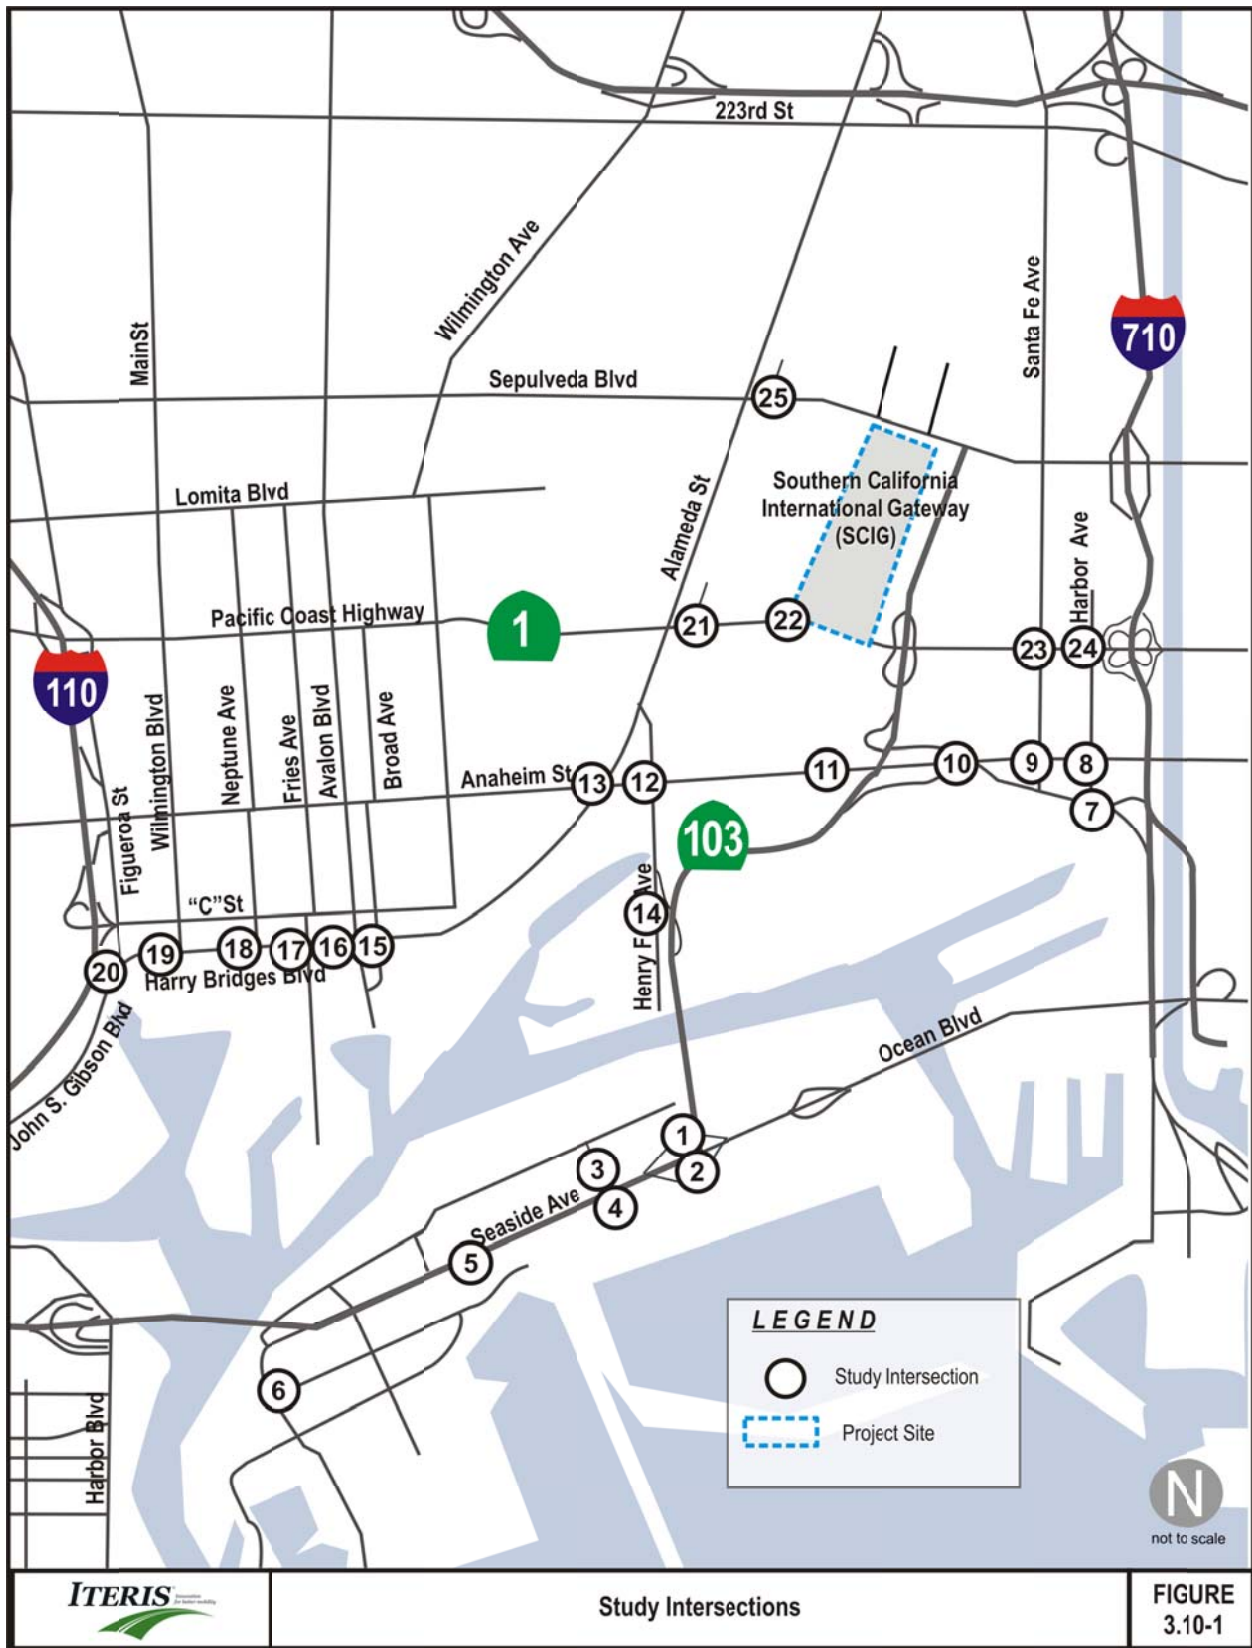 223rd St
Wilmington Ave
MainSt
Santa Fe Ave
710
Sepulveda Blvd
25
Lomita Blvd
Alameda St
Southern California
International Gateway
(SCIG)
Harbor Ave
Pacific Coast Highway
1
21
22
23
24
110
Wilmington Blvd
Neptune Ave
Fries Ave
Avalon Blvd
Broad Ave
Figueroa St
Anaheim St
13
12
11
10
9
8
7
103
"C"St
Henry F Ave
14
20
19
18
17
16
15
Harry Bridges Blvd
John S. Gibson Blvd
Ocean Blvd
1
2
3
4
Seaside Ave
5
6
Harbor Blvd
LEGEND
Study Intersection
Project Site
N
not to scale
ITERIS
Study Intersections
FIGURE
3.10-1